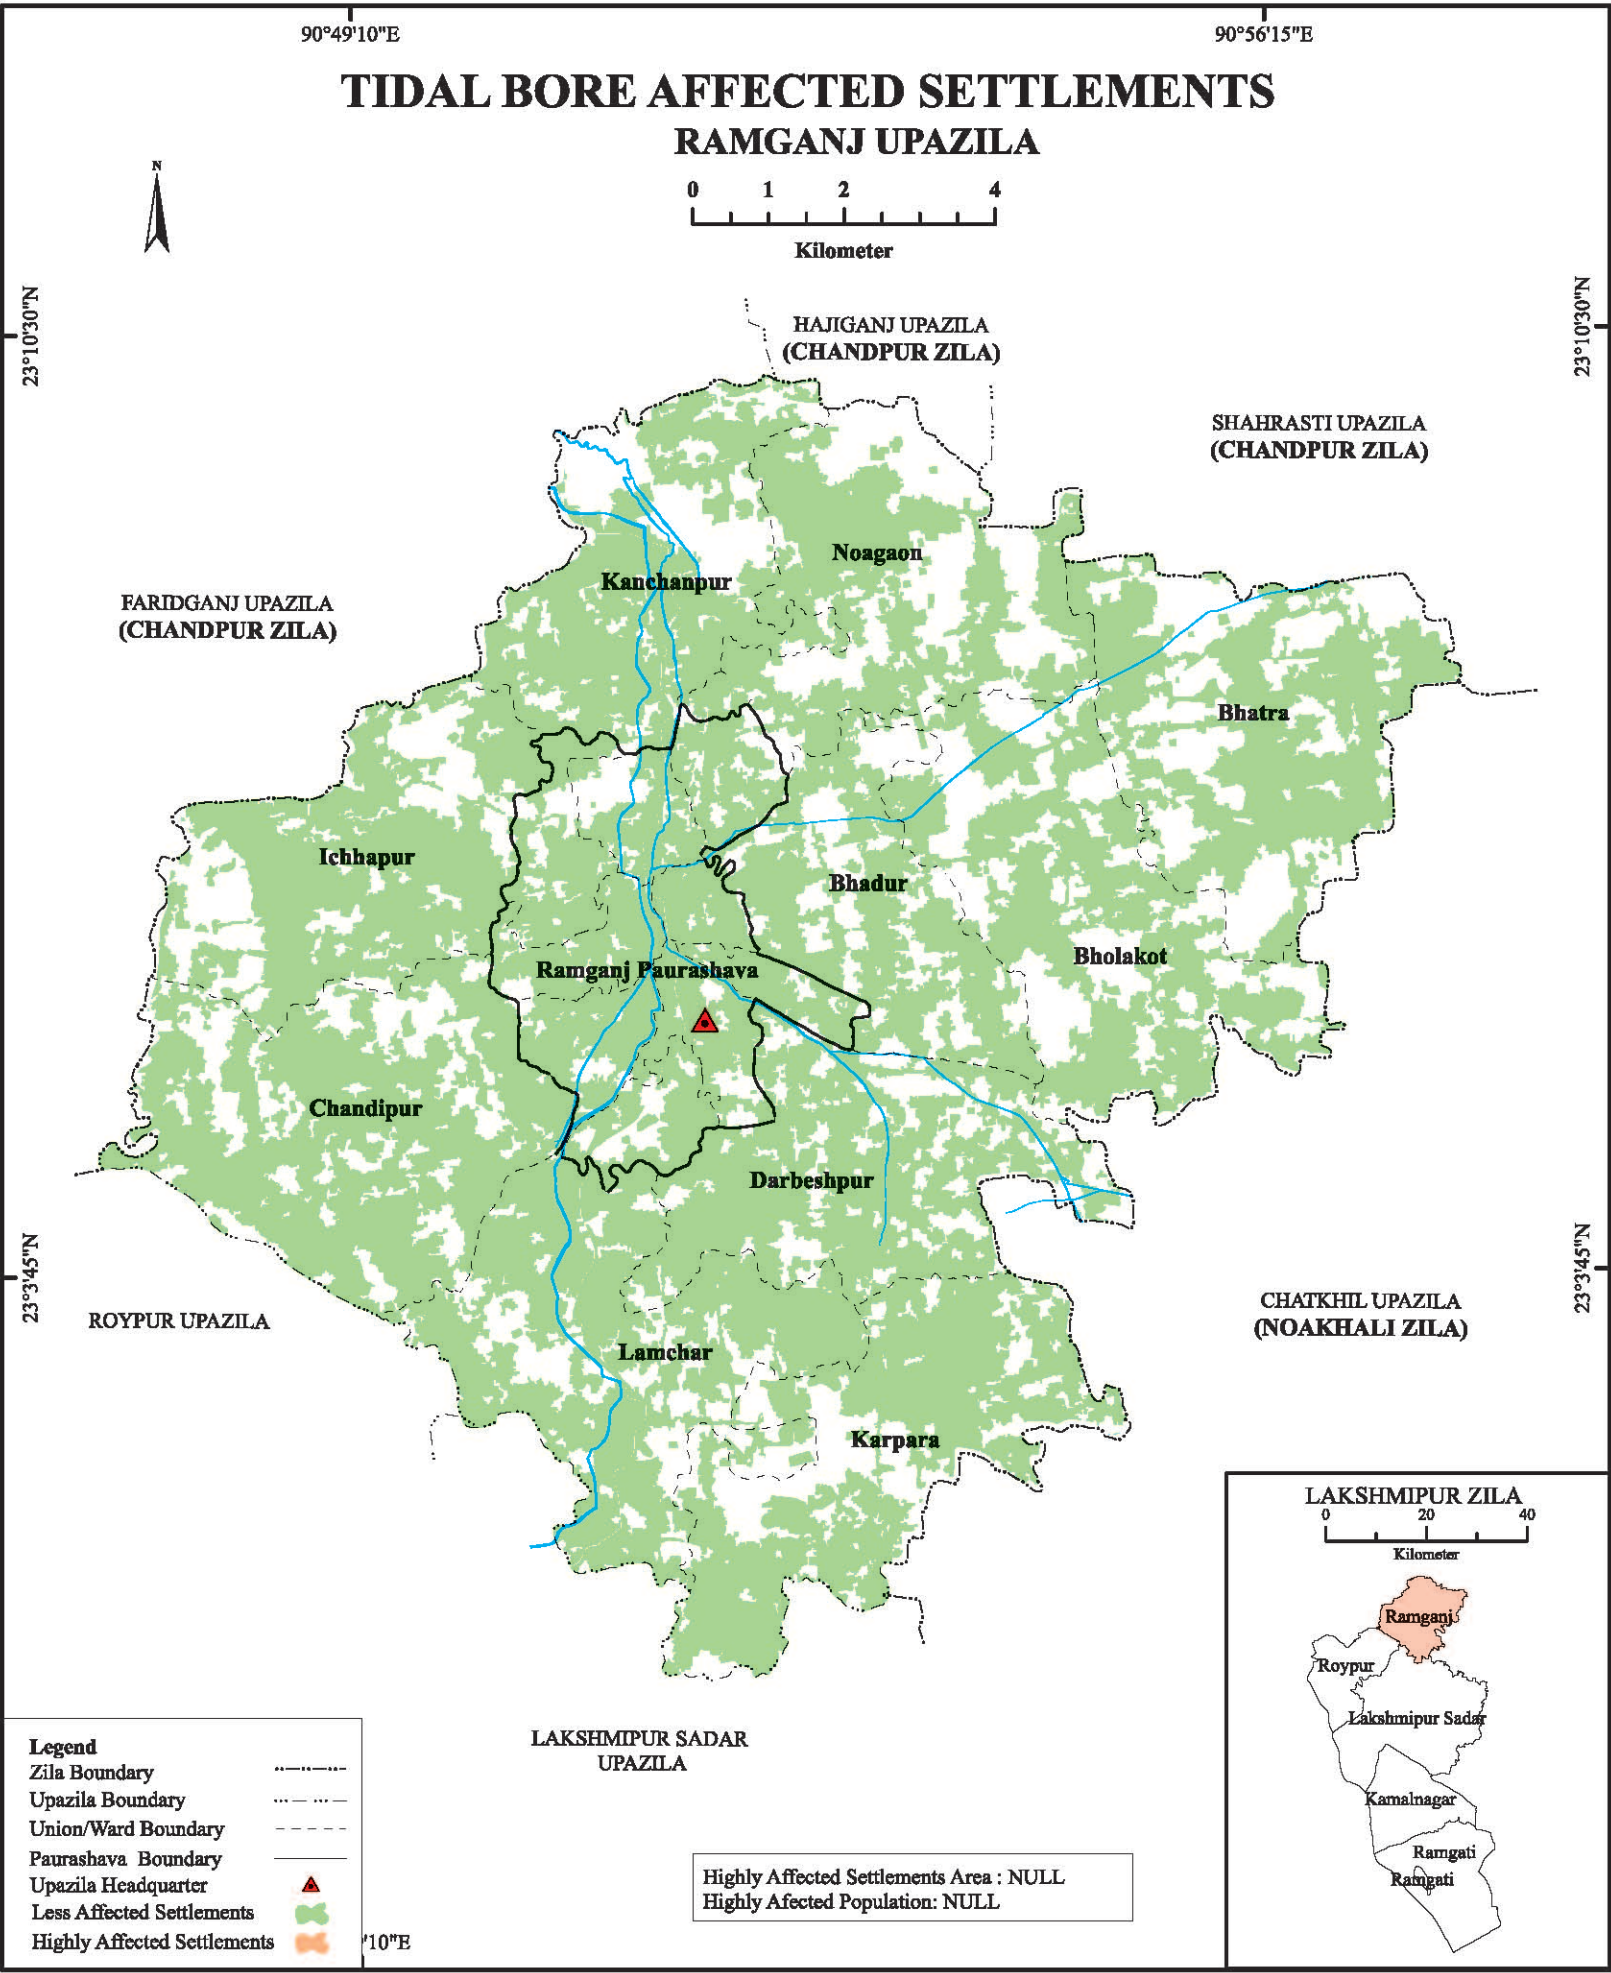 90°49'10"E
90°56'15"E
TIDAL BORE AFFECTED SETTLEMENTS
RAMGANJ UPAZILA
N
0 1 2 4
Kilometer
23°10'30"N
23°10'30"N
HAJIGANJ UPAZILA
(CHANDPUR ZILA)
SHAHRASTI UPAZILA
(CHANDPUR ZILA)
Noagaon
Kanchanpur
FARIDGANJ UPAZILA
(CHANDPUR ZILA)
Bhatra
Ichhapur
Bhadur
Bholakot
Ramganj Paurashava
Chandipur
Darbeshpur
23°3'45"N
23°3'45"N
ROYPUR UPAZILA
CHATKHIL UPAZILA
(NOAKHALI ZILA)
Lamchar
Karpara
LAKSHMIPUR ZILA
0 20 40
Kilometer
Ramganj
Roypur
Lakshmipur Sadar
Kamalnagar
Ramgati
Ramgati
LAKSHMIPUR SADAR
UPAZILA
Legend
Zila Boundary
Upazila Boundary
Union/Ward Boundary
Paurashava Boundary
Upazila Headquarter
Less Affected Settlements
Highly Affected Settlements
'10"E
Highly Affected Settlements Area : NULL
Highly Afected Population: NULL